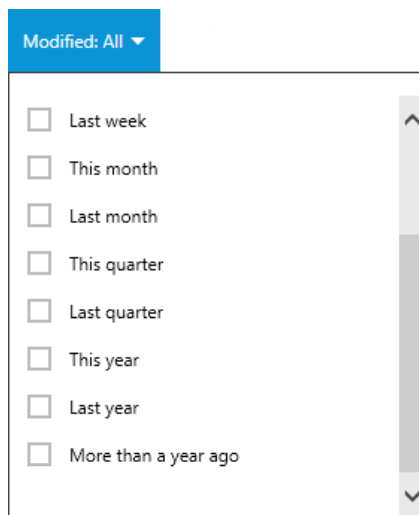 Modified: All
Last week
This month
Last month
This quarter
Last quarter
This year
Last year
More than a year ago